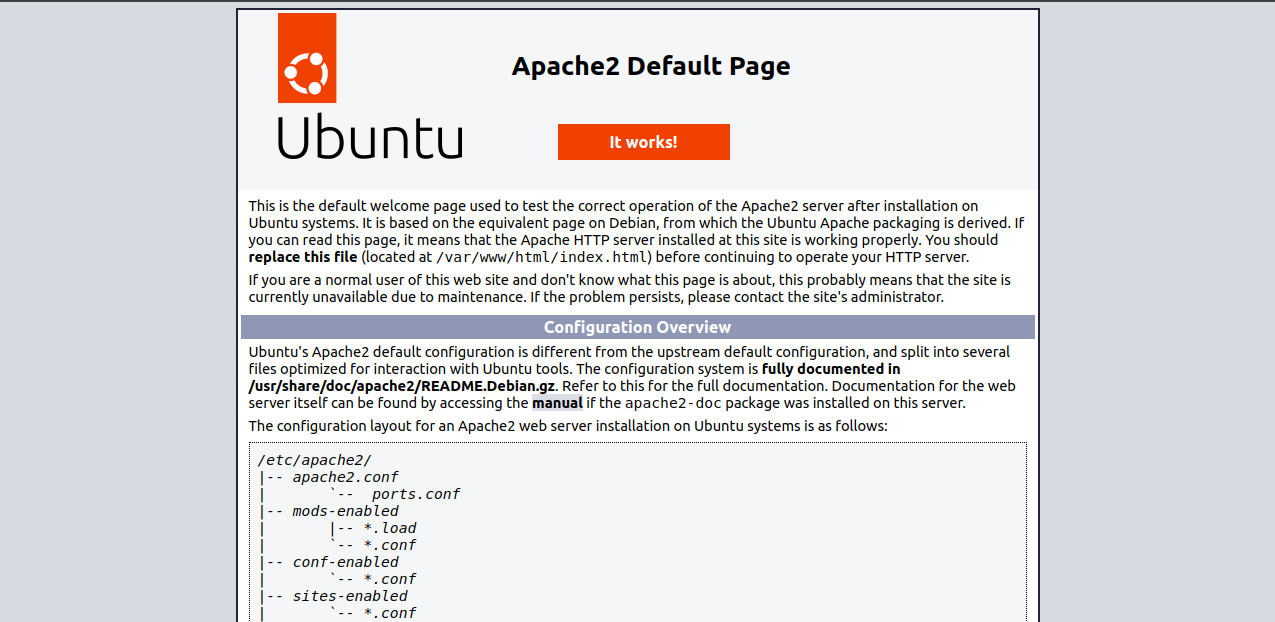 Apache2 Default Page
Ubuntu
It works!
This is the default welcome page used to test the correct operation of the Apache2 server after installation on
Ubuntu systems. It is based on the equivalent page on Debian, from which the Ubuntu Apache packaging is derived. If
you can read this page, it means that the Apache HTTP server installed at this site is working properly. You should
replace this file (located at /var/www/html/index.html) before continuing to operate your HTTP server.
If you are a normal user of this web site and don't know what this page is about, this probably means that the site is
currently unavailable due to maintenance. If the problem persists, please contact the site's administrator.
Configuration Overview
Ubuntu's Apache2 default configuration is different from the upstream default configuration, and split into several
files optimized for interaction with Ubuntu tools. The configuration system is fully documented in
/usr/share/doc/apache2/README.Debian.gz. Refer to this for the full documentation. Documentation for the web
server itself can be found by accessing the manual if the apache2-doc package was installed on this server.
The configuration layout for an Apache2 web server installation on Ubuntu systems is as follows:
/etc/apache2/
|-- apache2.conf
|       `--  ports.conf
|-- mods-enabled
|       |-- *.load
|       `-- *.conf
|-- conf-enabled
|       `-- *.conf
|-- sites-enabled
|       `-- *.conf